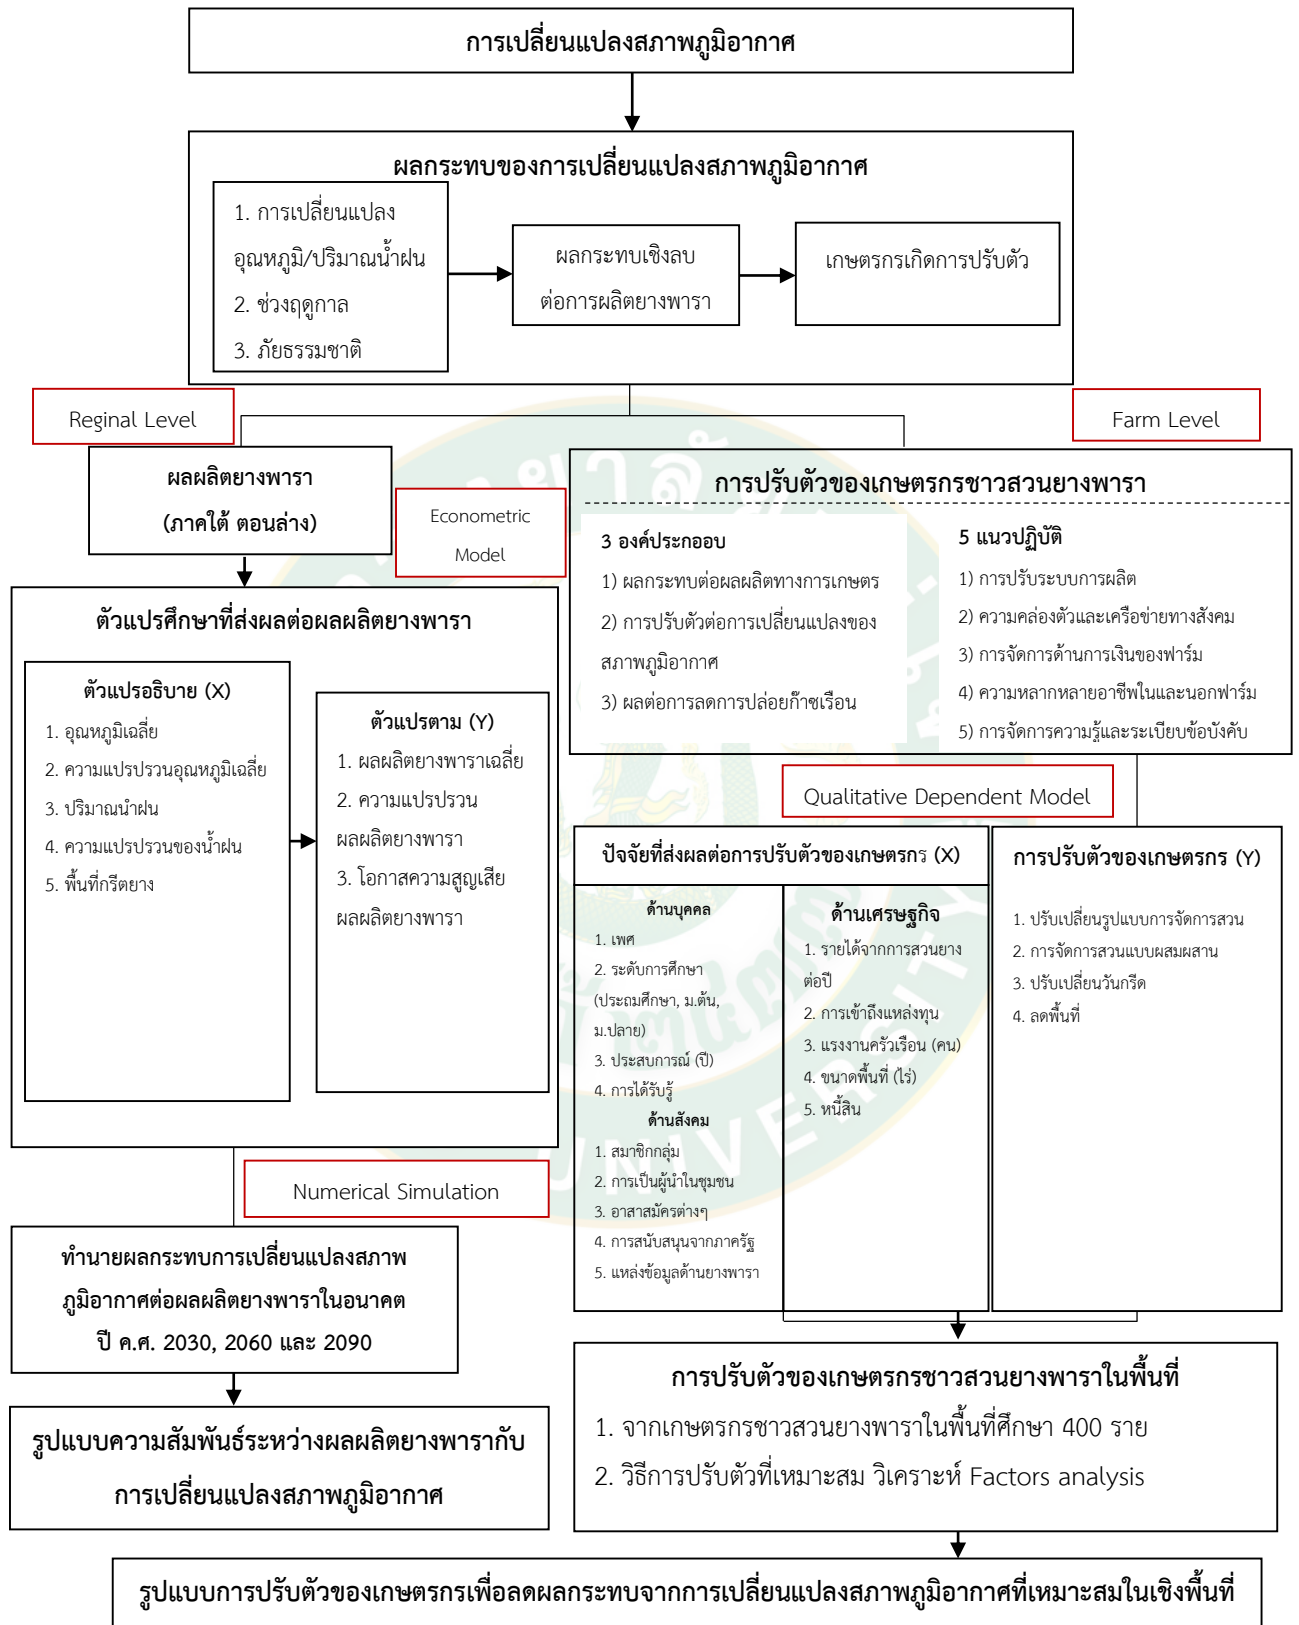 การเปลี่ยนแปลงสภาพภูมิอากาศ
ผลกระทบของการเปลี่ยนแปลงสภาพภูมิอากาศ
1. การเปลี่ยนแปลง
อุณหภูมิ/ปริมาณน้ำฝน
2. ช่วงฤดูกาล
3. ภัยธรรมชาติ
ผลกระทบเชิงลบ
ต่อการผลิตยางพารา
เกษตรกรเกิดการปรับตัว
Reginal Level
Farm Level
ผลผลิตยางพารา
(ภาคใต้ ตอนล่าง)
Econometric
Model
ตัวแปรศึกษาที่ส่งผลต่อผลผลิตยางพารา
ตัวแปรอธิบาย (X)
1. อุณหภูมิเฉลี่ย
2. ความแปรปรวนอุณหภูมิเฉลี่ย
3. ปริมาณนำฝน
4. ความแปรปรวนของน้ำฝน
5. พื้นที่กรีตยาง
ตัวแปรตาม (Y)
1. ผลผลิตยางพาราเฉลี่ย
2. ความแปรปรวน
ผลผลิตยางพารา
3. โอกาสความสูญเสีย
ผลผลิตยางพารา
การปรับตัวของเกษตรกรชาวสวนยางพารา
3 องค์ประกออบ
1) ผลกระทบต่อผลผลิตทางการเกษตร
2) การปรับตัวต่อการเปลี่ยนแปลงของ
สภาพภูมิอากาศ
3) ผลต่อการลดการปล่อยก๊าซเรือน
5 แนวปฏิบัติ
1) การปรับระบบการผลิต
2) ความคล่องตัวและเครือข่ายทางสังคม
3) การจัดการด้านการเงินของฟาร์ม
4) ความหลากหลายอาชีพในและนอกฟาร์ม
5) การจัดการความรู้และระเบียบข้อบังคับ
Qualitative Dependent Model
ปัจจัยที่ส่งผลต่อการปรับตัวของเกษตรกร (X)
ด้านบุคคล
1. เพศ
2. ระดับการศึกษา
(ประถมศึกษา, ม.ต้น,
ม.ปลาย)
3. ประสบการณ์ (ปี)
4. การได้รับรู้
ด้านสังคม
1. สมาชิกกลุ่ม
2. การเป็นผู้นำในชุมชน
3. อาสาสมัครต่างๆ
4. การสนับสนุนจากภาครัฐ
5. แหล่งข้อมูลด้านยางพารา
ด้านเศรษฐกิจ
1. รายได้จากการสวนยาง
ต่อปี
2. การเข้าถึงแหล่งทุน
3. แรงงานครัวเรือน (คน)
4. ขนาดพื้นที่ (ไร่)
5. หนี้สิน
การปรับตัวของเกษตรกร (Y)
1. ปรับเปลี่ยนรูปแบบการจัดการสวน
2. การจัดการสวนแบบผสมผสาน
3. ปรับเปลี่ยนวันกรีด
4. ลดพื้นที่
Numerical Simulation
ทำนายผลกระทบการเปลี่ยนแปลงสภาพ
ภูมิอากาศต่อผลผลิตยางพาราในอนาคต
ปี ค.ศ. 2030, 2060 และ 2090
รูปแบบความสัมพันธ์ระหว่างผลผลิตยางพารากับ
การเปลี่ยนแปลงสภาพภูมิอากาศ
การปรับตัวของเกษตรกรชาวสวนยางพาราในพื้นที่
1. จากเกษตรกรชาวสวนยางพาราในพื้นที่ศึกษา 400 ราย
2. วิธีการปรับตัวที่เหมาะสม วิเคราะห์ Factors analysis
รูปแบบการปรับตัวของเกษตรกรเพื่อลดผลกระทบจากการเปลี่ยนแปลงสภาพภูมิอากาศที่เหมาะสมในเชิงพื้นที่
UNIVERSITY